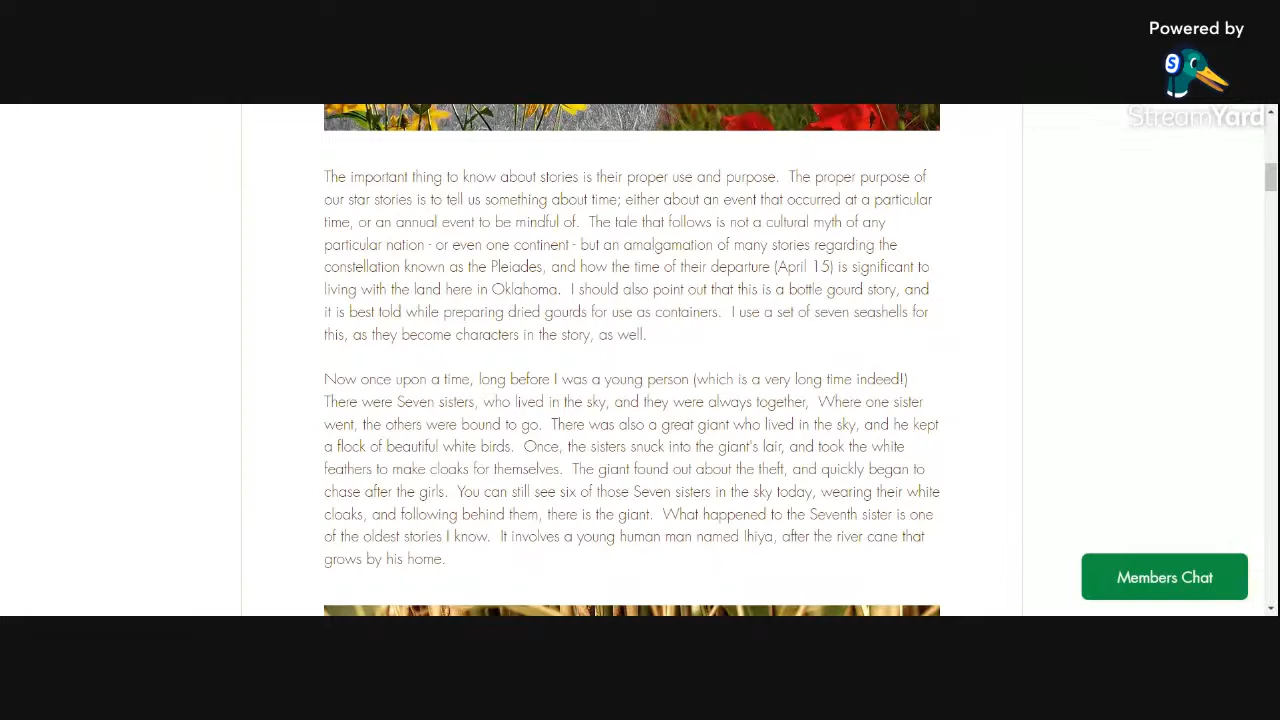 Powered by
StreamYard
The important thing to know about stories is their proper use and purpose.  The proper purpose of
our star stories is to tell us something about time; either about an event that occurred at a particular
time, or an annual event to be mindful of.  The tale that follows is not a cultural myth of any
particular nation - or even one continent - but an amalgamation of many stories regarding the
constellation known as the Pleiades, and how the time of their departure (April 15) is significant to
living with the land here in Oklahoma.  I should also point out that this is a bottle gourd story, and
it is best told while preparing dried gourds for use as containers.  I use a set of seven seashells for
this, as they become characters in the story, as well.
Now once upon a time, long before I was a young person (which is a very long time indeed!)
There were Seven sisters, who lived in the sky, and they were always together,  Where one sister
went, the others were bound to go.  There was also a great giant who lived in the sky, and he kept
a flock of beautiful white birds.  Once, the sisters snuck into the giant's lair, and took the white
feathers to make cloaks for themselves.  The giant found out about the theft, and quickly began to
chase after the girls.  You can still see six of those Seven sisters in the sky today, wearing their white
cloaks, and following behind them, there is the giant.  What happened to the Seventh sister is one
of the oldest stories I know.  It involves a young human man named Ihiya, after the river cane that
grows by his home.
Members Chat